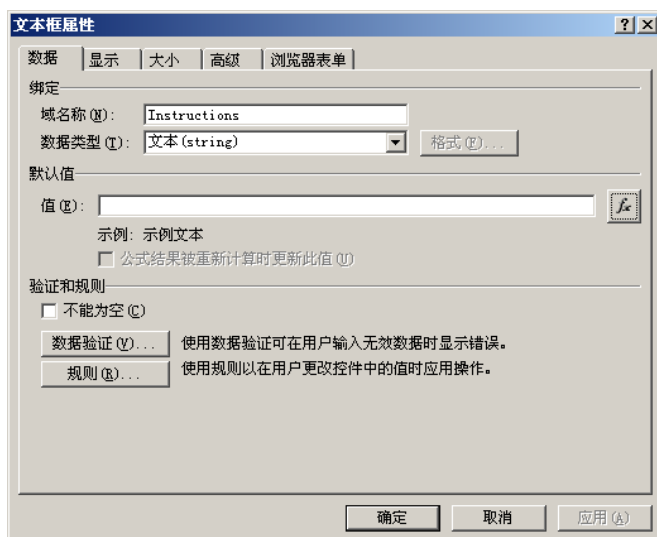 文本框属性
数据 显示 大小 高级 浏览器表单
绑定
域名称(N): Instructions
数据类型(T): 文本(string) 格式(F)...
默认值
值(E): fx
示例: 示例文本
公式结果被重新计算时更新此值(U)
验证和规则
不能为空(C)
数据验证(V)... 使用数据验证可在用户输入无效数据时显示错误。
规则(R)... 使用规则以在用户更改控件中的值时应用操作。
确定 取消 应用(A)